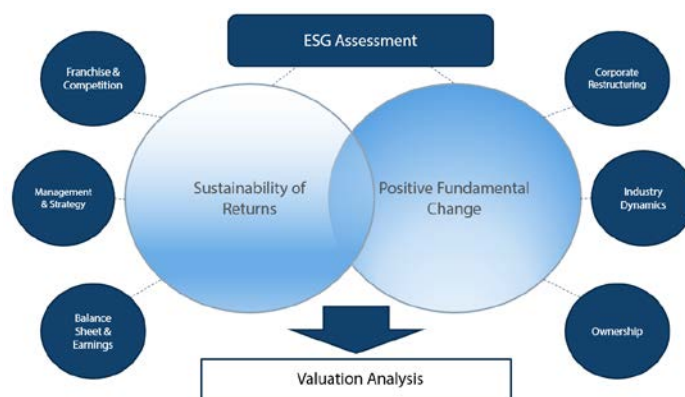 ESG Assessment
Franchise &
Competition
Corporate
Restructuring
Management
& Strategy
Sustainability of
Returns
Positive Fundamental
Change
Industry
Dynamics
Balance
Sheet &
Earnings
Ownership
Valuation Analysis